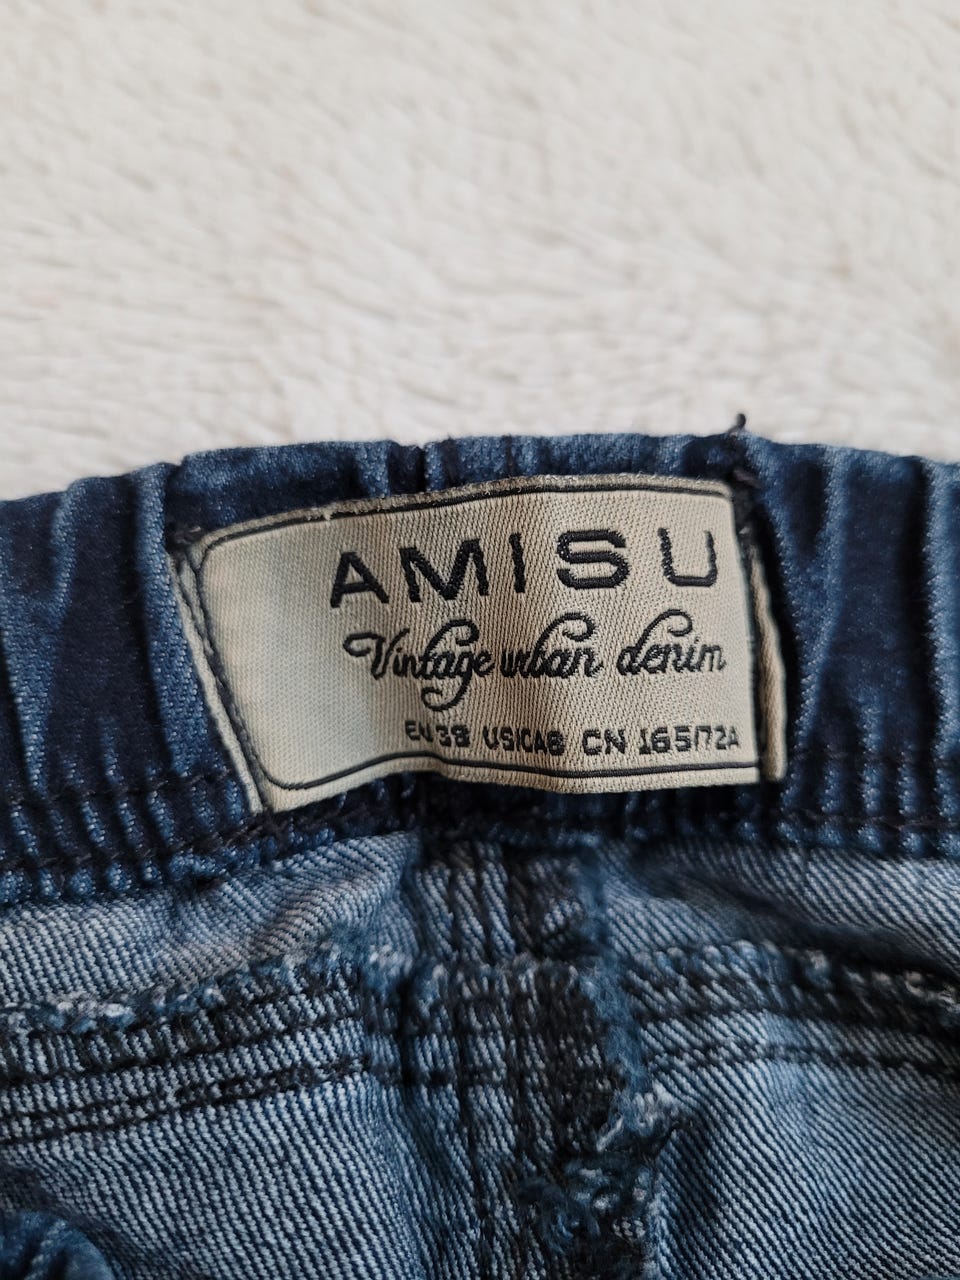 AMISU
Vintage urban denim
EU 38 US/CA8 CN 165/72A